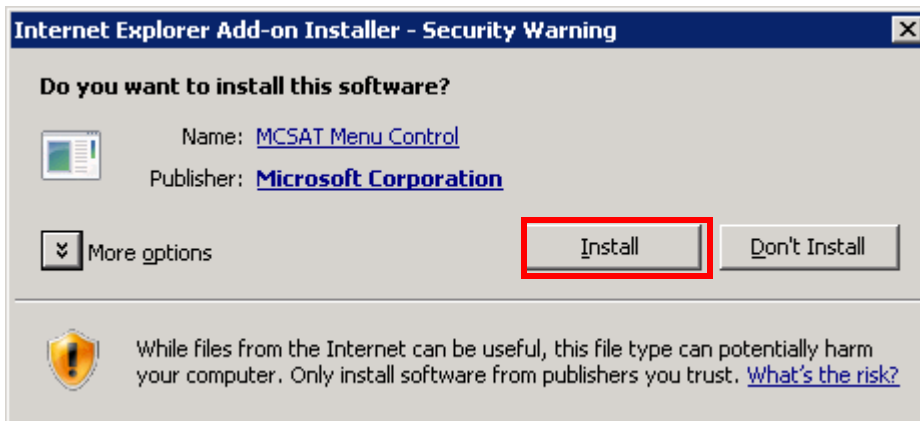 Internet Explorer Add-on Installer - Security Warning
Do you want to install this software?
Name: MCSAT Menu Control
Publisher: Microsoft Corporation
More options
Install
Don't Install
While files from the Internet can be useful, this file type can potentially harm
your computer. Only install software from publishers you trust. What's the risk?